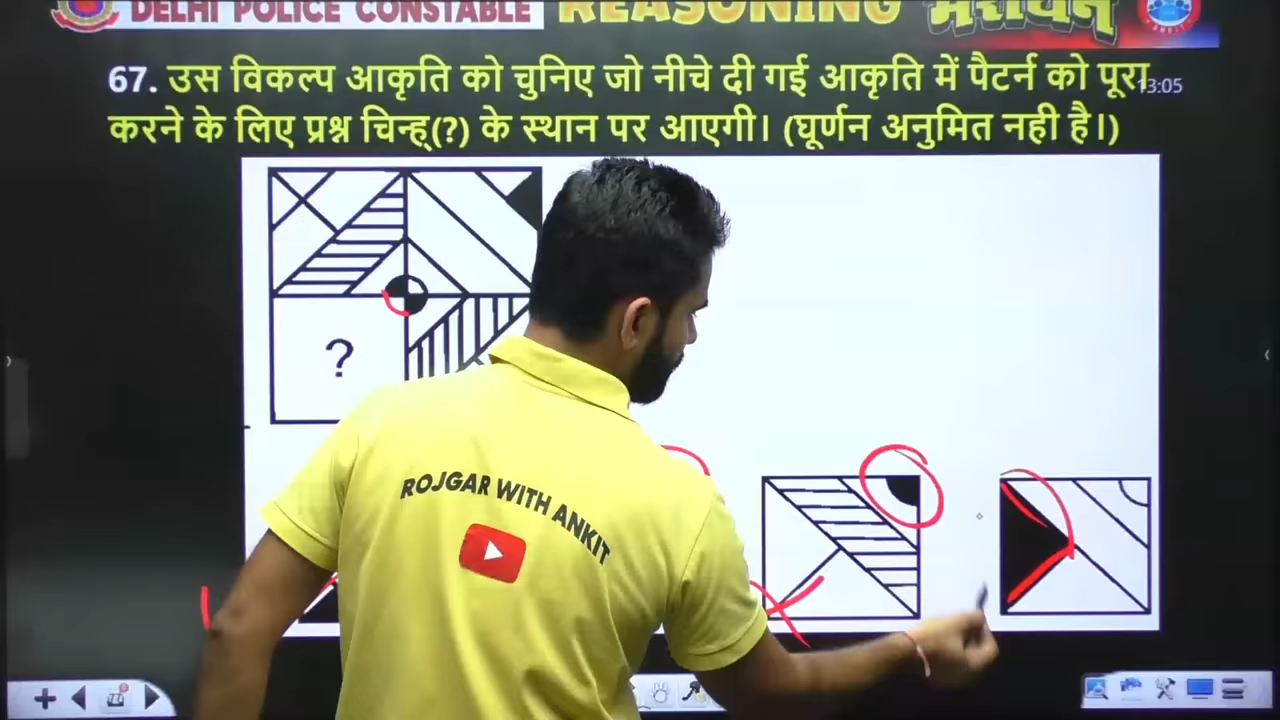 DELHI POLICE CONSTABLE REASONING मैराथन
67. उस विकल्प आकृति को चुनिए जो नीचे दी गई आकृति में पैटर्न को पूरा
13:05
करने के लिए प्रश्न चिन्ह्(?) के स्थान पर आएगी। (घूर्णन अनुमित नही है।)
?
ROJGAR WITH ANKIT